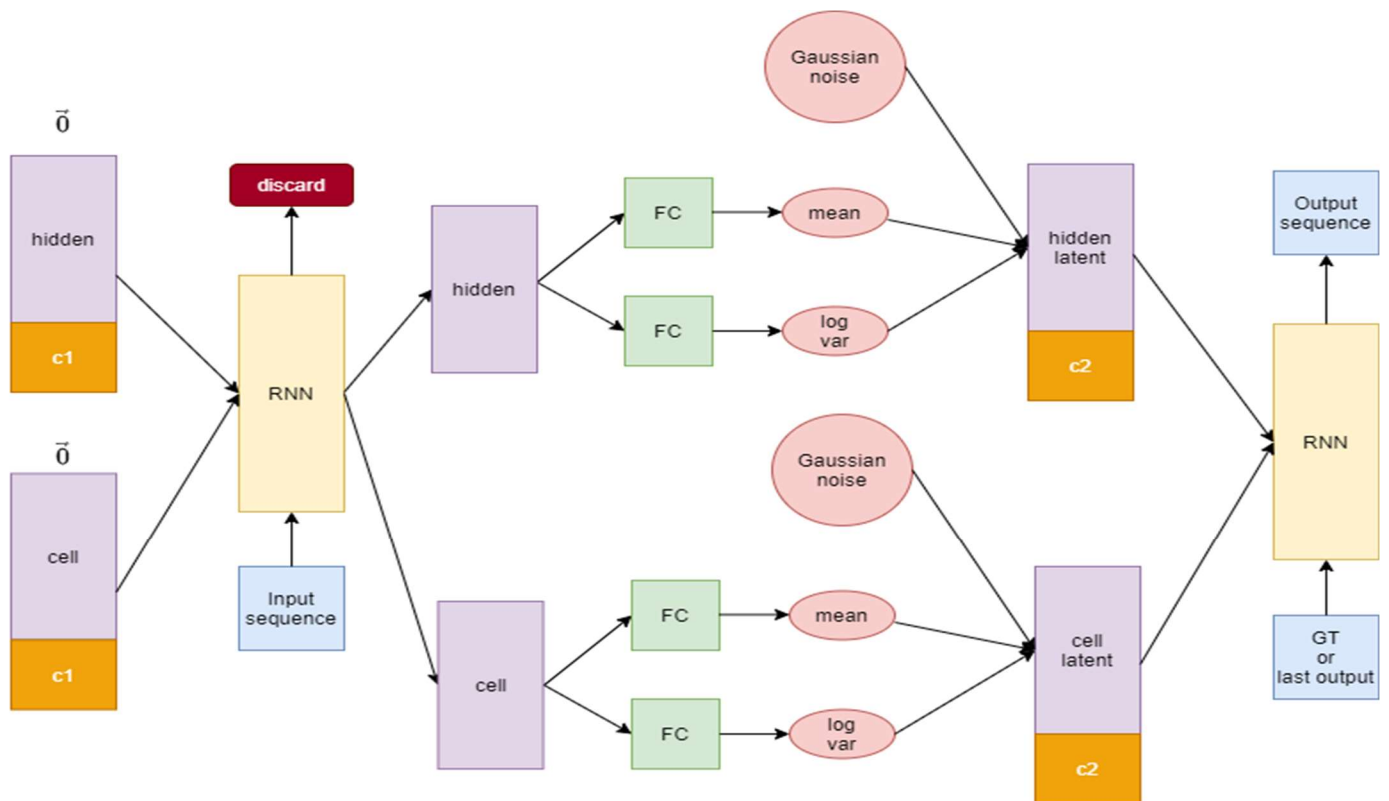 0⃗
hidden
c1
0⃗
cell
c1
discard
RNN
Input
sequence
hidden
cell
FC
FC
FC
FC
Gaussian
noise
mean
log
var
Gaussian
noise
mean
log
var
hidden
latent
c2
cell
latent
c2
Output
sequence
RNN
GT
or
last output